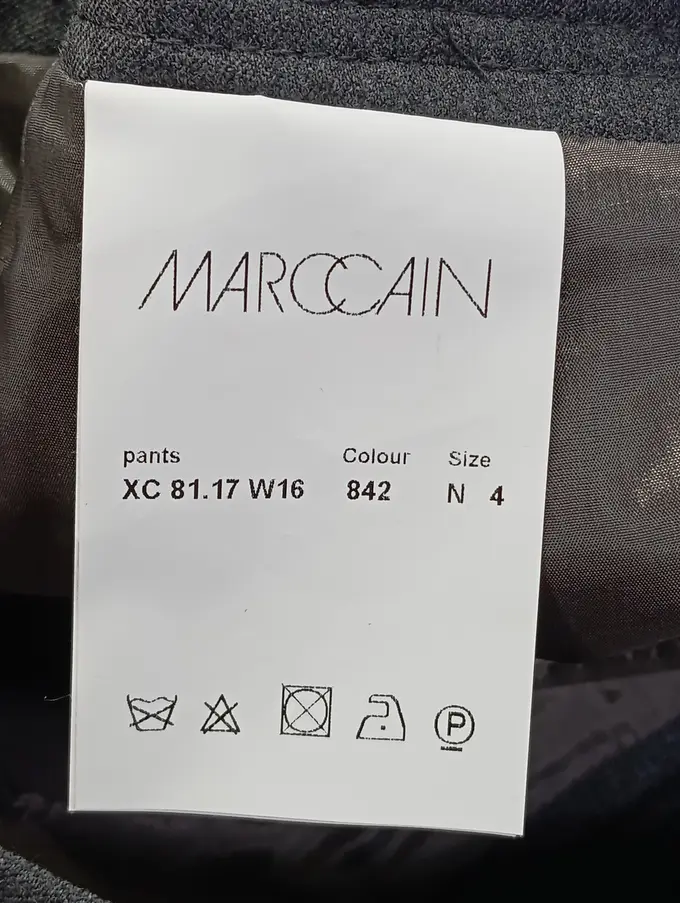 MARCCAIN
pants Colour Size
XC 81.17 W16 842 N 4
P